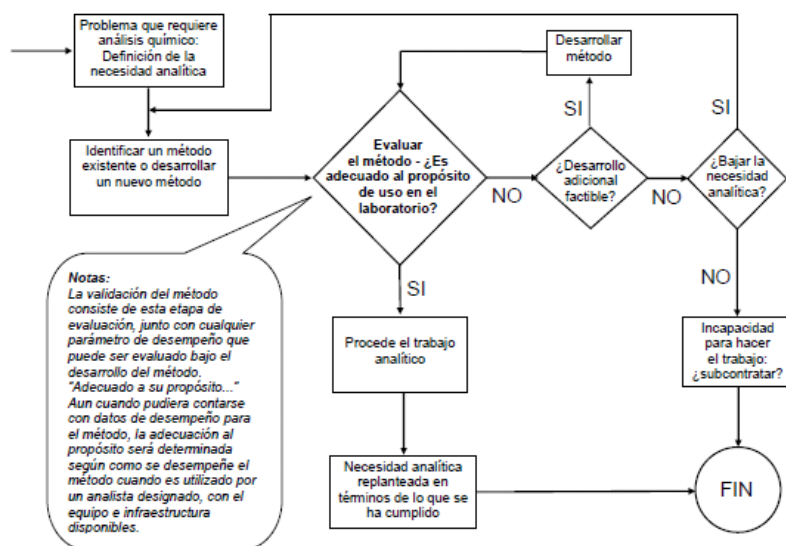 Problema que requiere
análisis químico:
Definición de la
necesidad analítica
Desarrollar
método
SI
SI
Identificar un método
existente o desarrollar
un nuevo método
Evaluar
el método - ¿Es
adecuado al propósito
de uso en el
laboratorio?
NO
¿Desarrollo
adicional
factible?
NO
¿Bajar la
necesidad
analítica?
SI
NO
Notas:
La validación del método
consiste de esta etapa de
evaluación, junto con cualquier
parámetro de desempeño que
puede ser evaluado bajo el
desarrollo del método.
"Adecuado a su propósito..."
Aun cuando pudiera contarse
con datos de desempeño para
el método, la adecuación al
propósito será determinada
según como se desempeñe el
método cuando es utilizado por
un analista designado, con el
equipo e infraestructura
disponibles.
Procede el trabajo
analítico
Incapacidad
para hacer
el trabajo:
¿subcontratar?
Necesidad analítica
replanteada en
términos de lo que se
ha cumplido
FIN